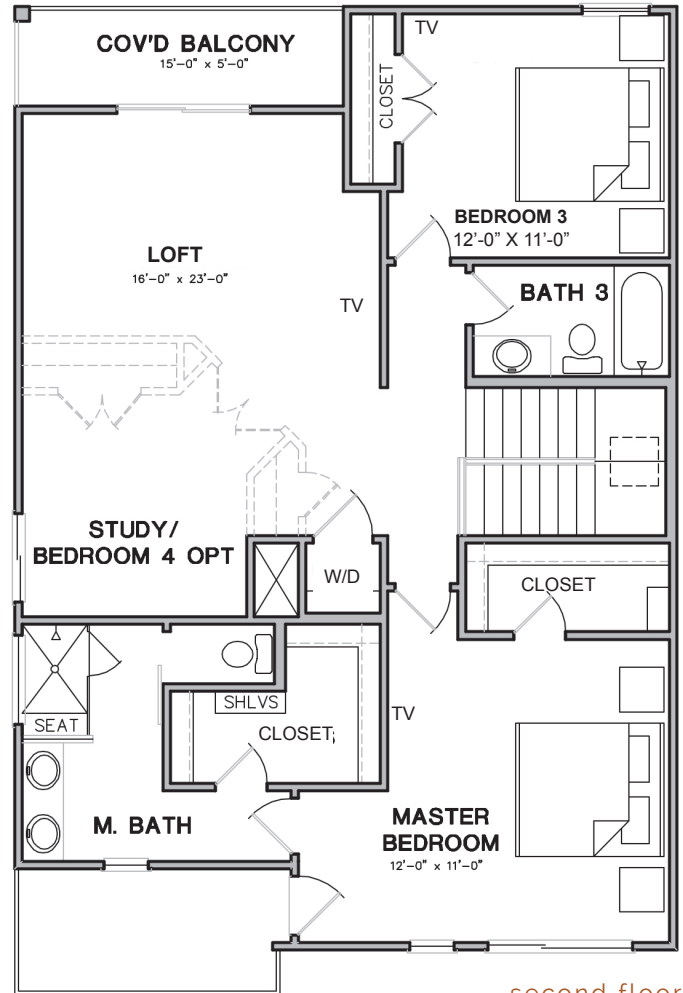 COV'D BALCONY
15'-0" x 5'-0"
TV
CLOSET
BEDROOM 3
12'-0" X 11'-0"
LOFT
16'-0" x 23'-0"
TV
BATH 3
STUDY/
BEDROOM 4 OPT
W/D
CLOSET
SEAT
SHLVS
CLOSET;
TV
M. BATH
MASTER
BEDROOM
12'-0" x 11'-0"
second floor